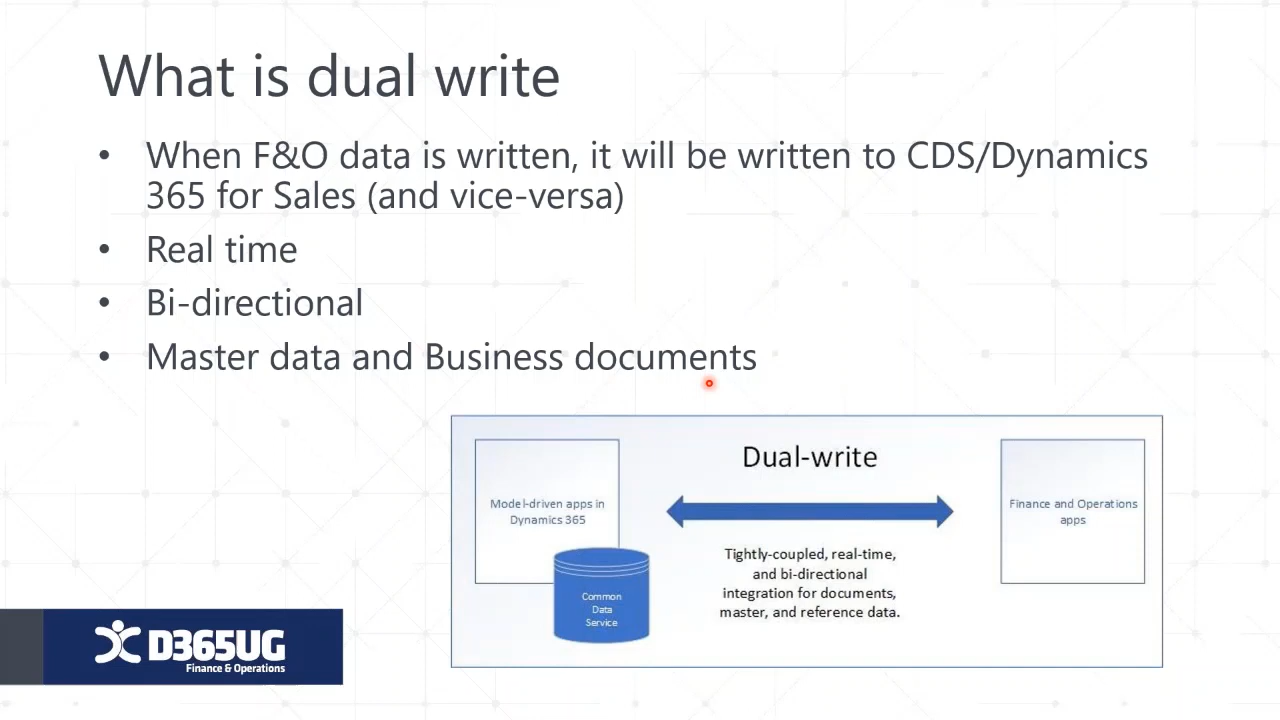 What is dual write
• When F&O data is written, it will be written to CDS/Dynamics
365 for Sales (and vice-versa)
• Real time
• Bi-directional
• Master data and Business documents
Dual-write
Model-driven apps in
Dynamics 365
Finance and Operations
apps
Tightly-coupled, real-time,
and bi-directional
integration for documents,
master, and reference data.
Common
Data
Service
D365UG
Finance & Operations